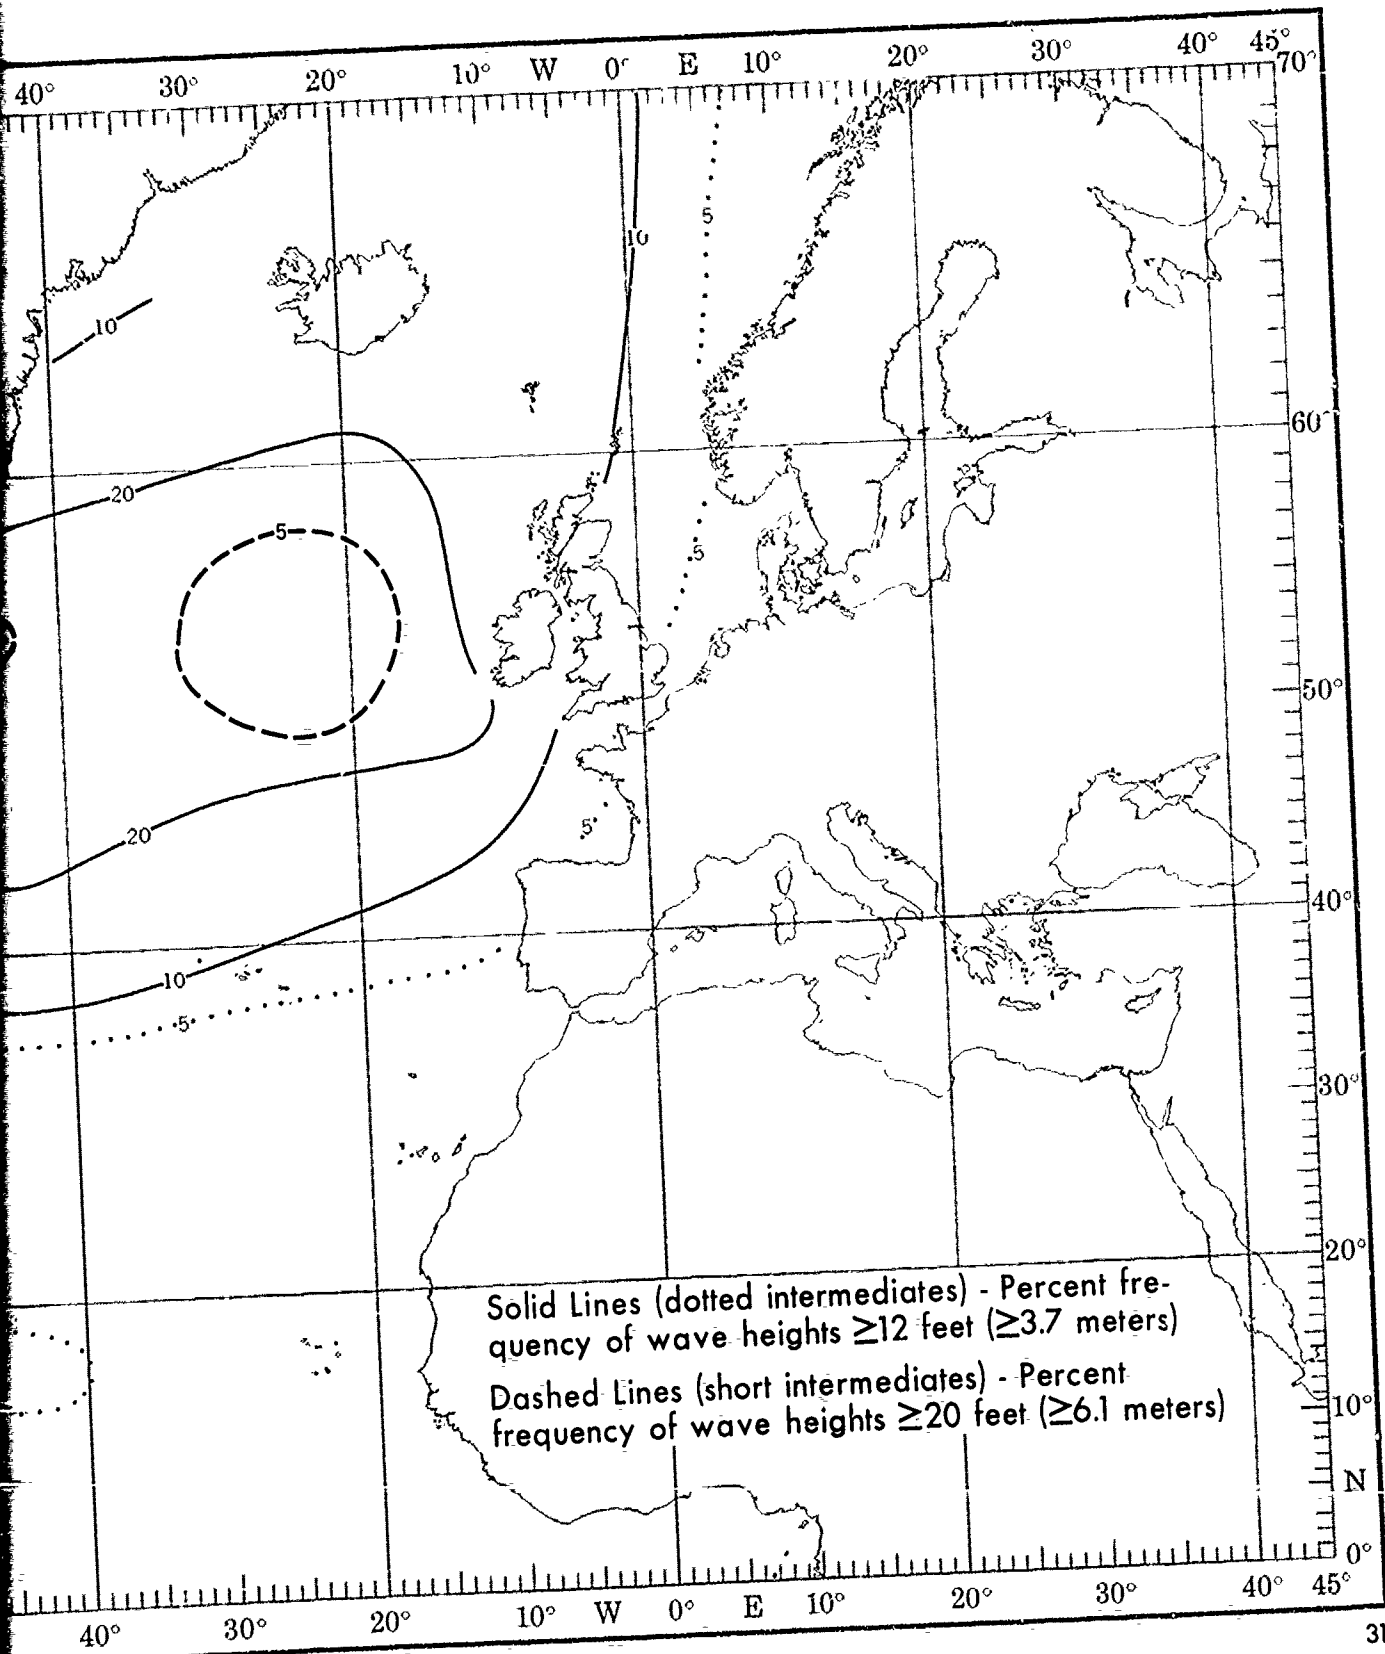 40° 30° 20° 10° W 0° E 10° 20° 30° 40° 45°
70°
5
10
10
60°
20
5
5
50°
20
5
40°
10
5
30°
20°
Solid Lines (dotted intermediates) - Percent fre-
quency of wave heights ≥12 feet (≥3.7 meters)
Dashed Lines (short intermediates) - Percent
frequency of wave heights ≥20 feet (≥6.1 meters)
10°
N
0°
40° 30° 20° 10° W 0° E 10° 20° 30° 40° 45°
31